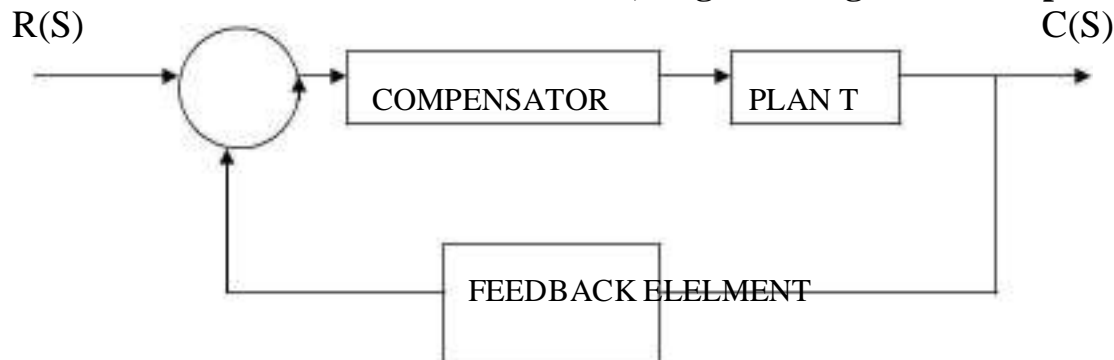 R(S)
C(S)
COMPENSATOR
PLAN T
FEEDBACK ELELMENT